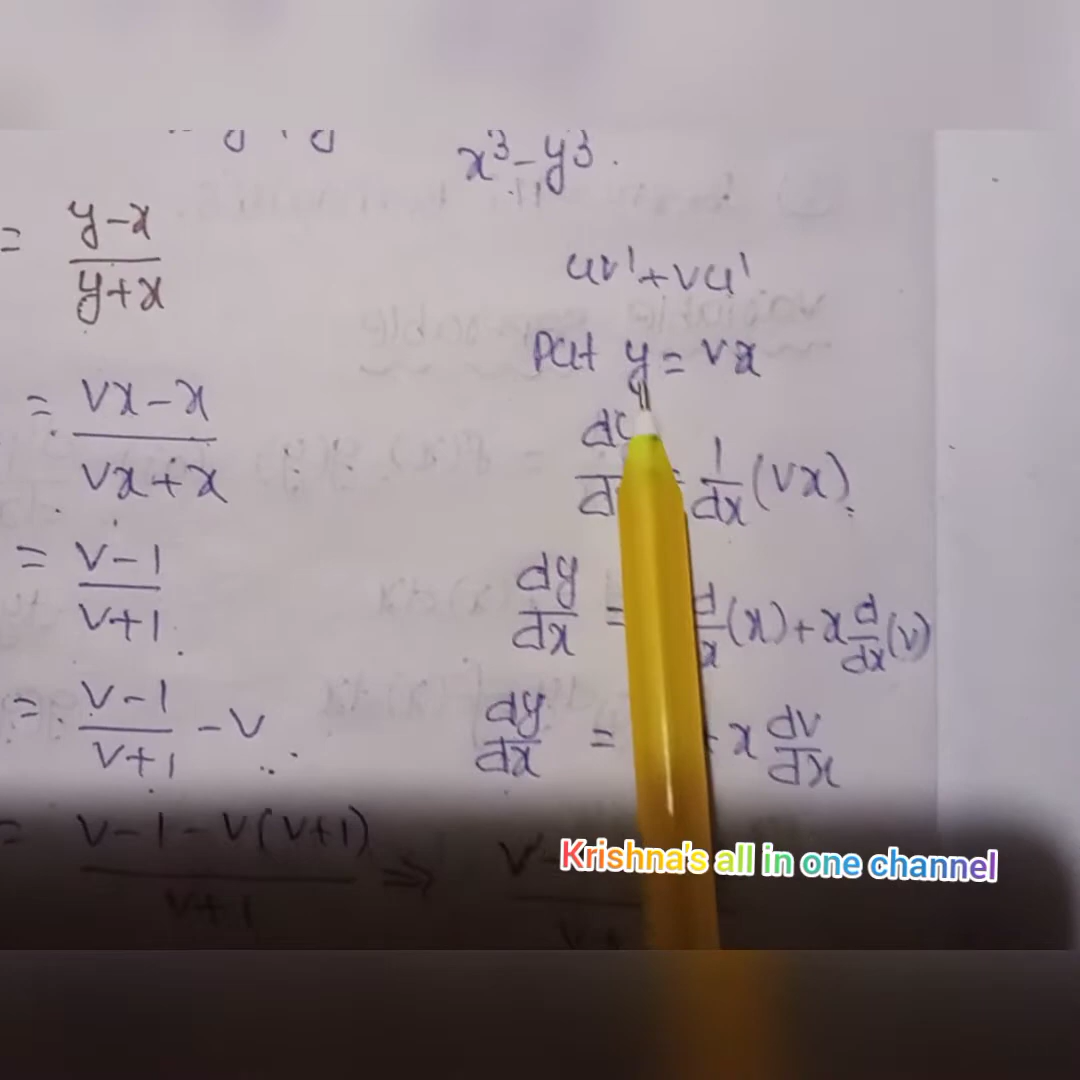 x³-y³.
= y-x / y+x
uv'+vu'
Put y = vx
= vx-x / vx+x
= 1/dx (vx)
= v-1 / v+1
dy/dx = (x)+x d/dx (v)
= v-1 / v+1 - v
dy/dx = x dv/dx
= v-1-v(v+1) / v+1 ⇒
Krishna's all in one channel